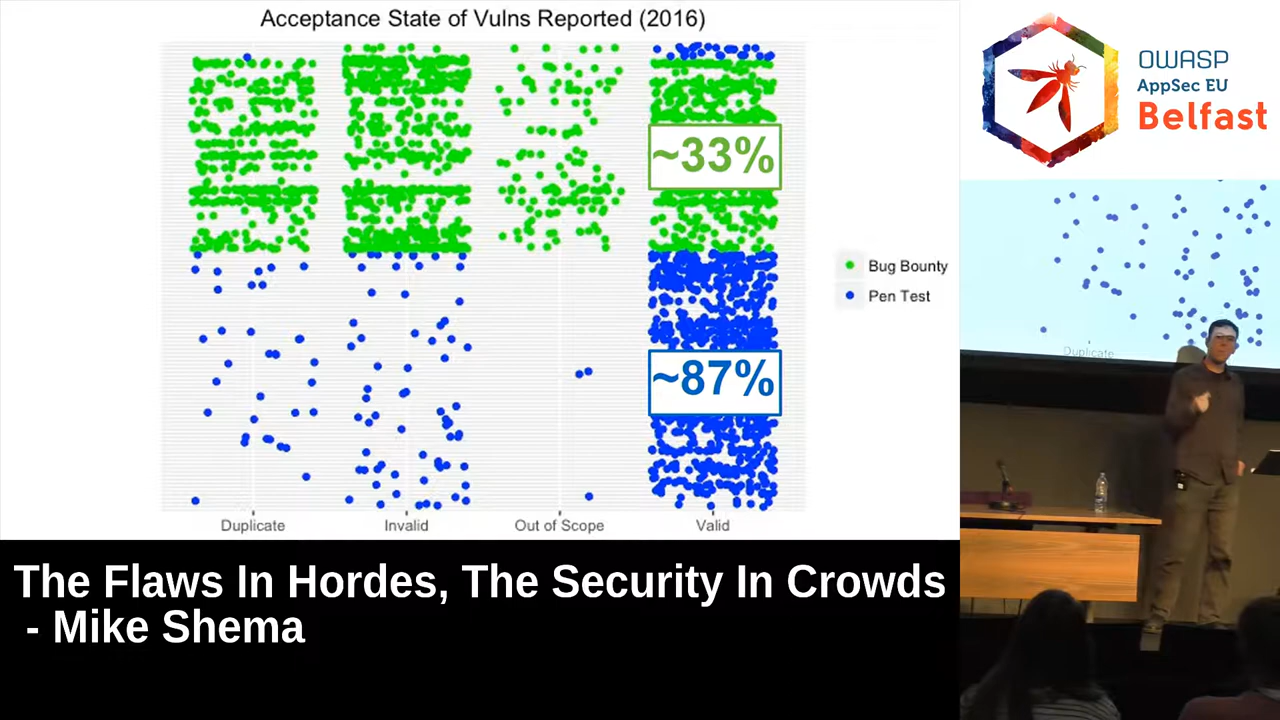 Acceptance State of Vulns Reported (2016)
~33%
~87%
Bug Bounty
Pen Test
Duplicate
Invalid
Out of Scope
Valid
OWASP
AppSec EU
Belfast
Duplicate
The Flaws In Hordes, The Security In Crowds
- Mike Shema